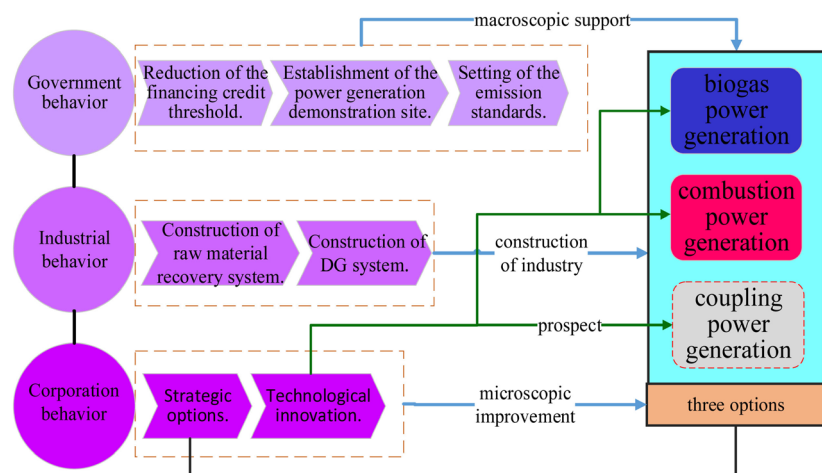 macroscopic support
Government
behavior
Reduction of the
financing credit
threshold.
Establishment of the
power generation
demonstration site.
Setting of the
emission
standards.
biogas
power
generation
Industrial
behavior
Construction of
raw material
recovery system.
Construction of
DG system.
construction
of industry
combustion
power
generation
prospect
coupling
power
generation
Corporation
behavior
Strategic
options.
Technological
innovation.
microscopic
improvement
three options